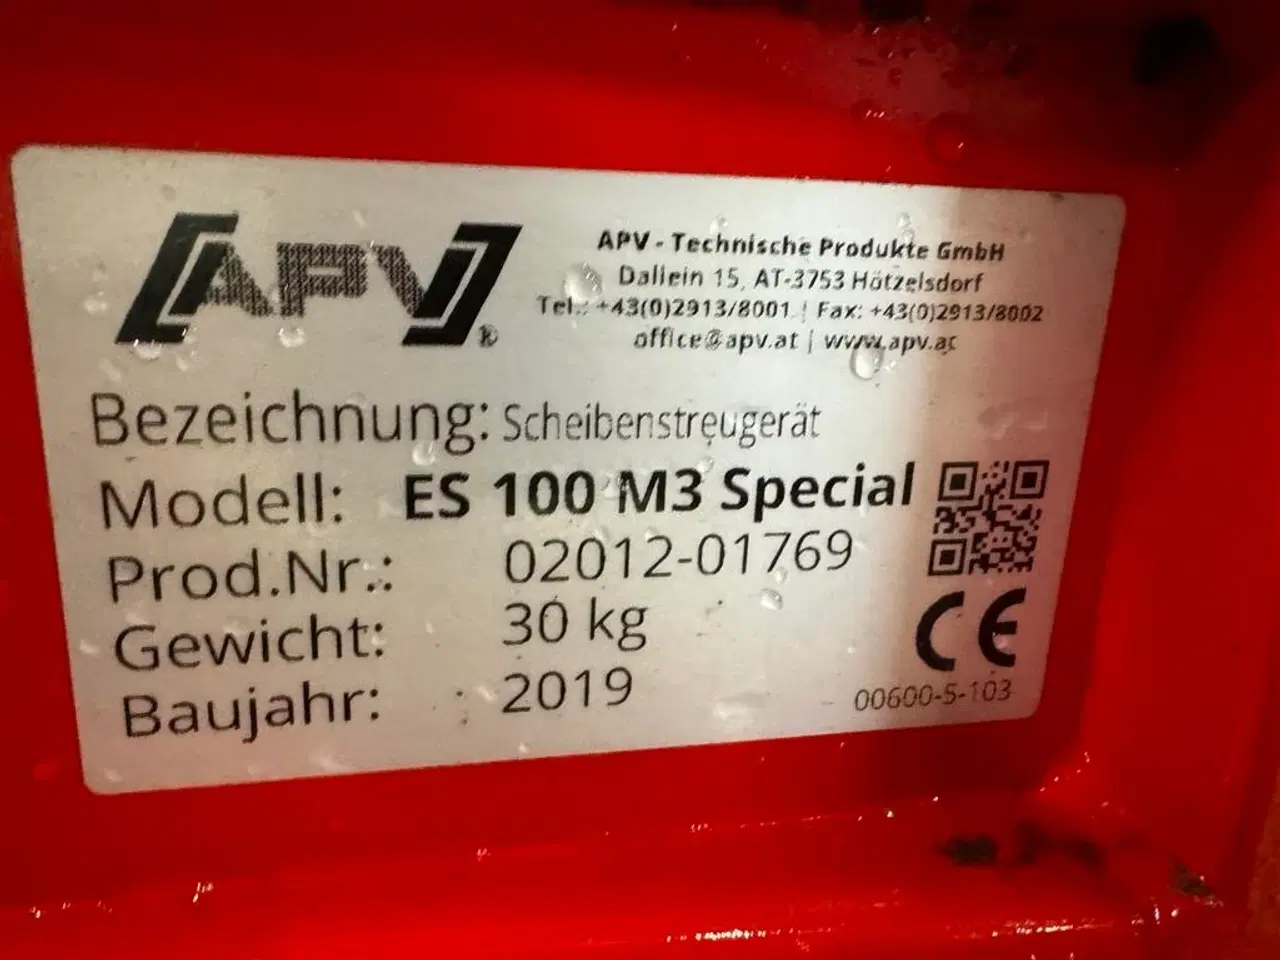 [APV]®
APV - Technische Produkte GmbH
Dallein 15, AT-3753 Hötzelsdorf
Tel.: +43(0)2913/8001 | Fax: +43(0)2913/8002
office@apv.at | www.apv.at
Bezeichnung: Scheibenstreugerät
Modell: ES 100 M3 Special
Prod.Nr.: 02012-01769
Gewicht: 30 kg
Baujahr: 2019
CE
00600-5-103